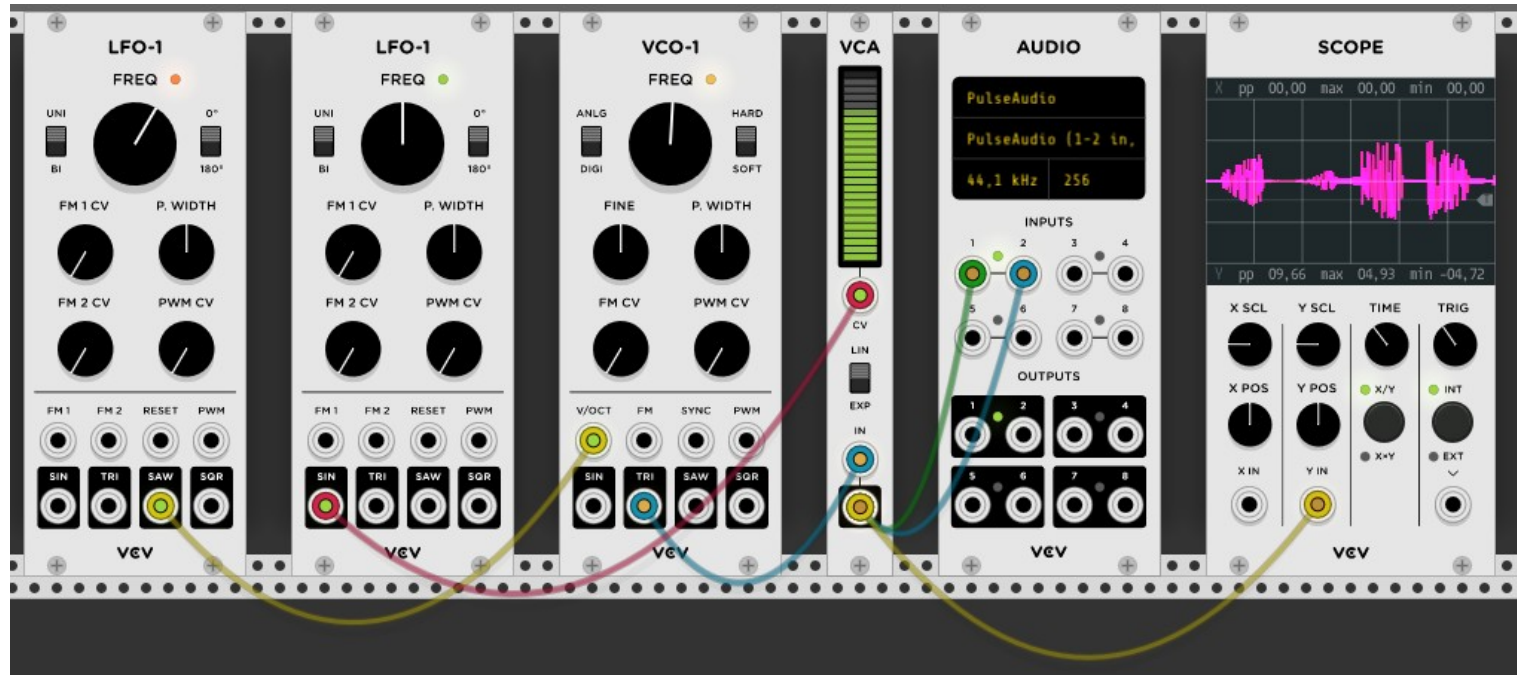 LFO-1
FREQ
UNI
0°
BI
180°
FM 1 CV
P. WIDTH
FM 2 CV
PWM CV
FM 1 FM 2 RESET PWM
SIN TRI SAW SQR
VCV
LFO-1
FREQ
UNI
0°
BI
180°
FM 1 CV
P. WIDTH
FM 2 CV
PWM CV
FM 1 FM 2 RESET PWM
SIN TRI SAW SQR
VCV
VCO-1
FREQ
ANLG
HARD
DIGI
SOFT
FINE
P. WIDTH
FM CV
PWM CV
V/OCT FM SYNC PWM
SIN TRI SAW SQR
VCV
VCA
CV
LIN
EXP
IN
AUDIO
PulseAudio
PulseAudio (1-2 in,
44,1 kHz 256
INPUTS
1 2 3 4
5 6 7 8
OUTPUTS
1 2 3 4
5 6 7 8
VCV
SCOPE
X pp 00,00 max 00,00 min 00,00
T
Y pp 09,66 max 04,93 min -04,72
X SCL Y SCL TIME TRIG
X POS Y POS X/Y INT
X×Y EXT
X IN Y IN
VCV